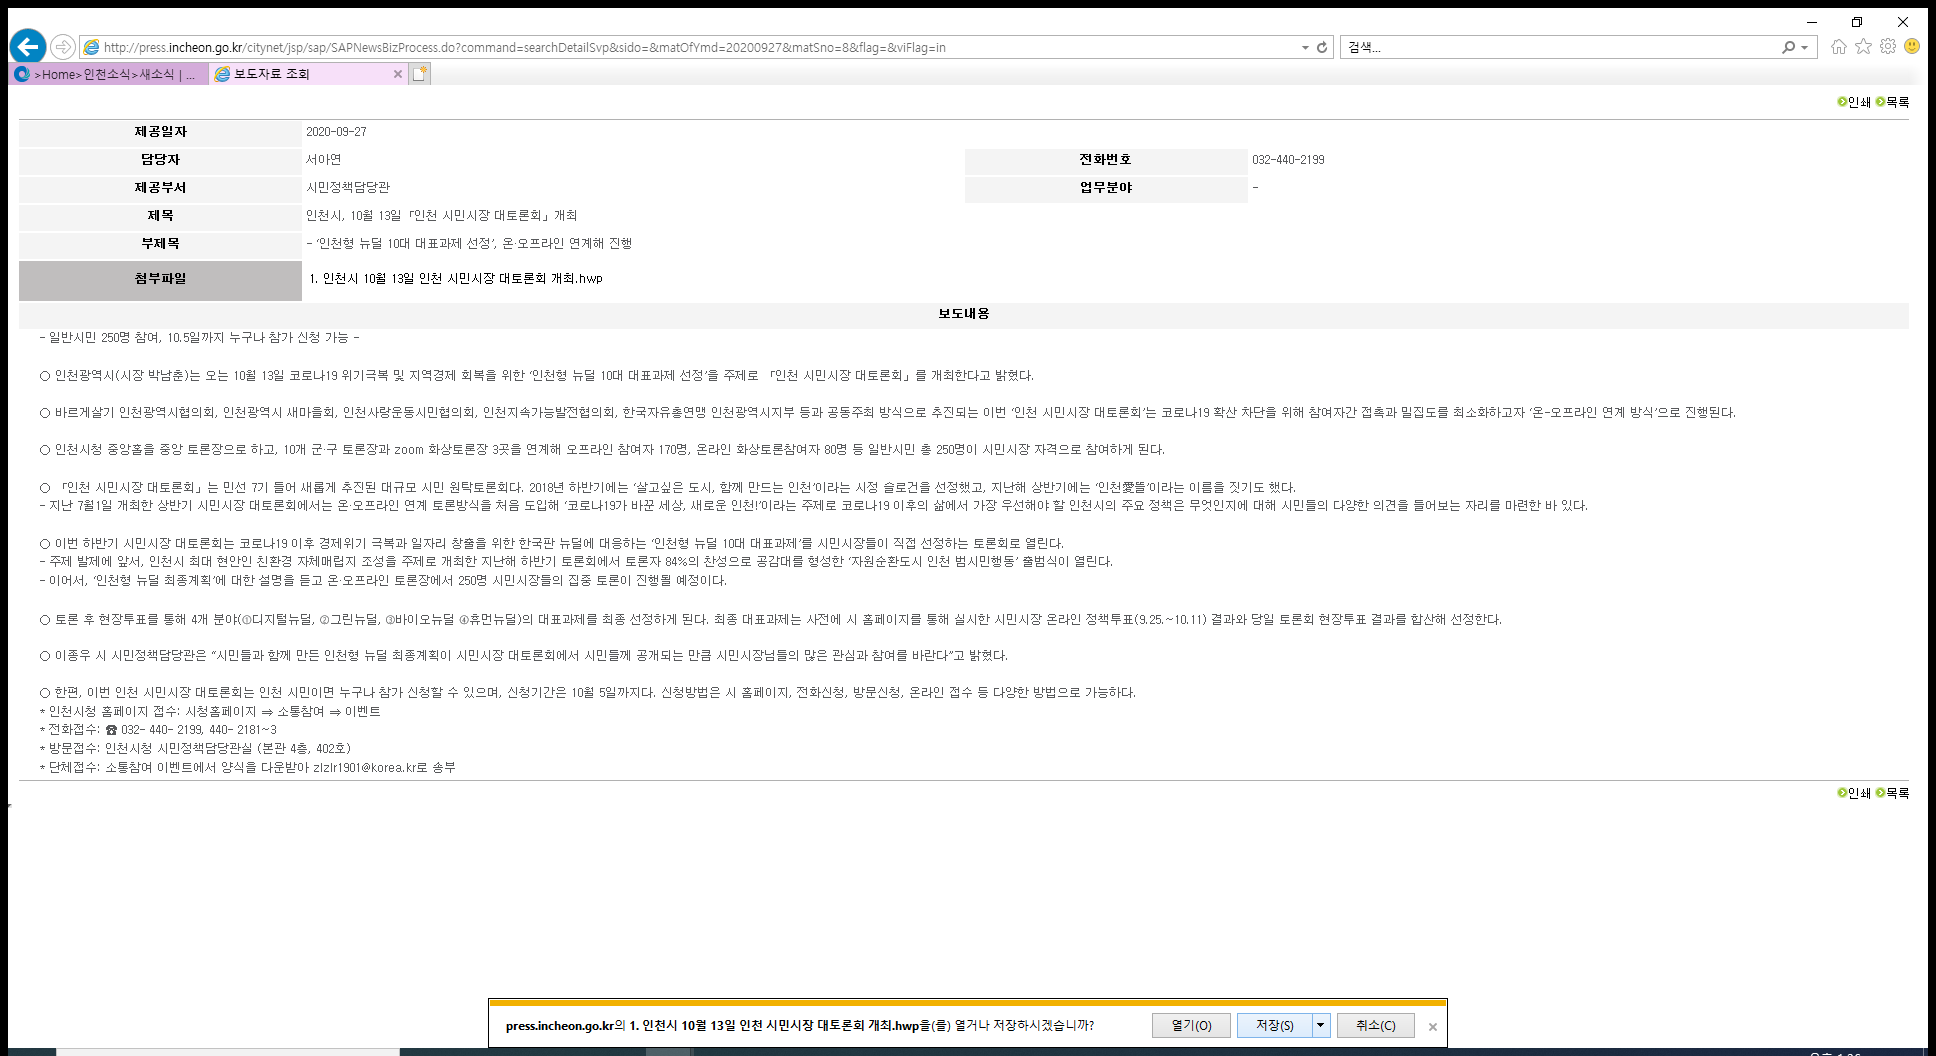 http://press.incheon.go.kr/citynet/jsp/sap/SAPNewsBizProcess.do?command=searchDetailSvp&sido=&matOfYmd=20200927&matSno=8&flag=&viFlag=in
검색...
>Home>인천소식>새소식 | ...
보도자료 조회
인쇄 목록
제공일자 2020-09-27
담당자 서아연 전화번호 032-440-2199
제공부서 시민정책담당관 업무분야 -
제목 인천시, 10월 13일「인천 시민시장 대토론회」개최
부제목 - ‘인천형 뉴딜 10대 대표과제 선정’, 온·오프라인 연계해 진행
첨부파일 1. 인천시 10월 13일 인천 시민시장 대토론회 개최.hwp
보도내용
- 일반시민 250명 참여, 10.5일까지 누구나 참가 신청 가능 -
○ 인천광역시(시장 박남춘)는 오는 10월 13일 코로나19 위기극복 및 지역경제 회복을 위한 ‘인천형 뉴딜 10대 대표과제 선정’을 주제로 「인천 시민시장 대토론회」를 개최한다고 밝혔다.
○ 바르게살기 인천광역시협의회, 인천광역시 새마을회, 인천사랑운동시민협의회, 인천지속가능발전협의회, 한국자유총연맹 인천광역시지부 등과 공동주최 방식으로 추진되는 이번 ‘인천 시민시장 대토론회’는 코로나19 확산 차단을 위해 참여자간 접촉과 밀집도를 최소화하고자 ‘온-오프라인 연계 방식’으로 진행된다.
○ 인천시청 중앙홀을 중앙 토론장으로 하고, 10개 군·구 토론장과 zoom 화상토론장 3곳을 연계해 오프라인 참여자 170명, 온라인 화상토론참여자 80명 등 일반시민 총 250명이 시민시장 자격으로 참여하게 된다.
○ 「인천 시민시장 대토론회」는 민선 7기 들어 새롭게 추진된 대규모 시민 원탁토론회다. 2018년 하반기에는 ‘살고싶은 도시, 함께 만드는 인천’이라는 시정 슬로건을 선정했고, 지난해 상반기에는 ‘인천愛뜰’이라는 이름을 짓기도 했다.
- 지난 7월1일 개최한 상반기 시민시장 대토론회에서는 온·오프라인 연계 토론방식을 처음 도입해 ‘코로나19가 바꾼 세상, 새로운 인천!’이라는 주제로 코로나19 이후의 삶에서 가장 우선해야 할 인천시의 주요 정책은 무엇인지에 대해 시민들의 다양한 의견을 들어보는 자리를 마련한 바 있다.
○ 이번 하반기 시민시장 대토론회는 코로나19 이후 경제위기 극복과 일자리 창출을 위한 한국판 뉴딜에 대응하는 ‘인천형 뉴딜 10대 대표과제’를 시민시장들이 직접 선정하는 토론회로 열린다.
- 주제 발제에 앞서, 인천시 최대 현안인 친환경 자체매립지 조성을 주제로 개최한 지난해 하반기 토론회에서 토론자 84%의 찬성으로 공감대를 형성한 ‘자원순환도시 인천 범시민행동’ 출범식이 열린다.
- 이어서, ‘인천형 뉴딜 최종계획’에 대한 설명을 듣고 온·오프라인 토론장에서 250명 시민시장들의 집중 토론이 진행될 예정이다.
○ 토론 후 현장투표를 통해 4개 분야(①디지털뉴딜, ②그린뉴딜, ③바이오뉴딜 ④휴먼뉴딜)의 대표과제를 최종 선정하게 된다. 최종 대표과제는 사전에 시 홈페이지를 통해 실시한 시민시장 온라인 정책투표(9.25.~10.11) 결과와 당일 토론회 현장투표 결과를 합산해 선정한다.
○ 이종우 시 시민정책담당관은 “시민들과 함께 만든 인천형 뉴딜 최종계획이 시민시장 대토론회에서 시민들께 공개되는 만큼 시민시장님들의 많은 관심과 참여를 바란다”고 밝혔다.
○ 한편, 이번 인천 시민시장 대토론회는 인천 시민이면 누구나 참가 신청할 수 있으며, 신청기간은 10월 5일까지다. 신청방법은 시 홈페이지, 전화신청, 방문신청, 온라인 접수 등 다양한 방법으로 가능하다.
* 인천시청 홈페이지 접수: 시청홈페이지 ⇒ 소통참여 ⇒ 이벤트
* 전화접수: ☎ 032- 440- 2199, 440- 2181~3
* 방문접수: 인천시청 시민정책담당관실 (본관 4층, 402호)
* 단체접수: 소통참여 이벤트에서 양식을 다운받아 zizir1901@korea.kr로 송부
인쇄 목록
press.incheon.go.kr의 1. 인천시 10월 13일 인천 시민시장 대토론회 개최.hwp을(를) 열거나 저장하시겠습니까?
열기(O) 저장(S) 취소(C)